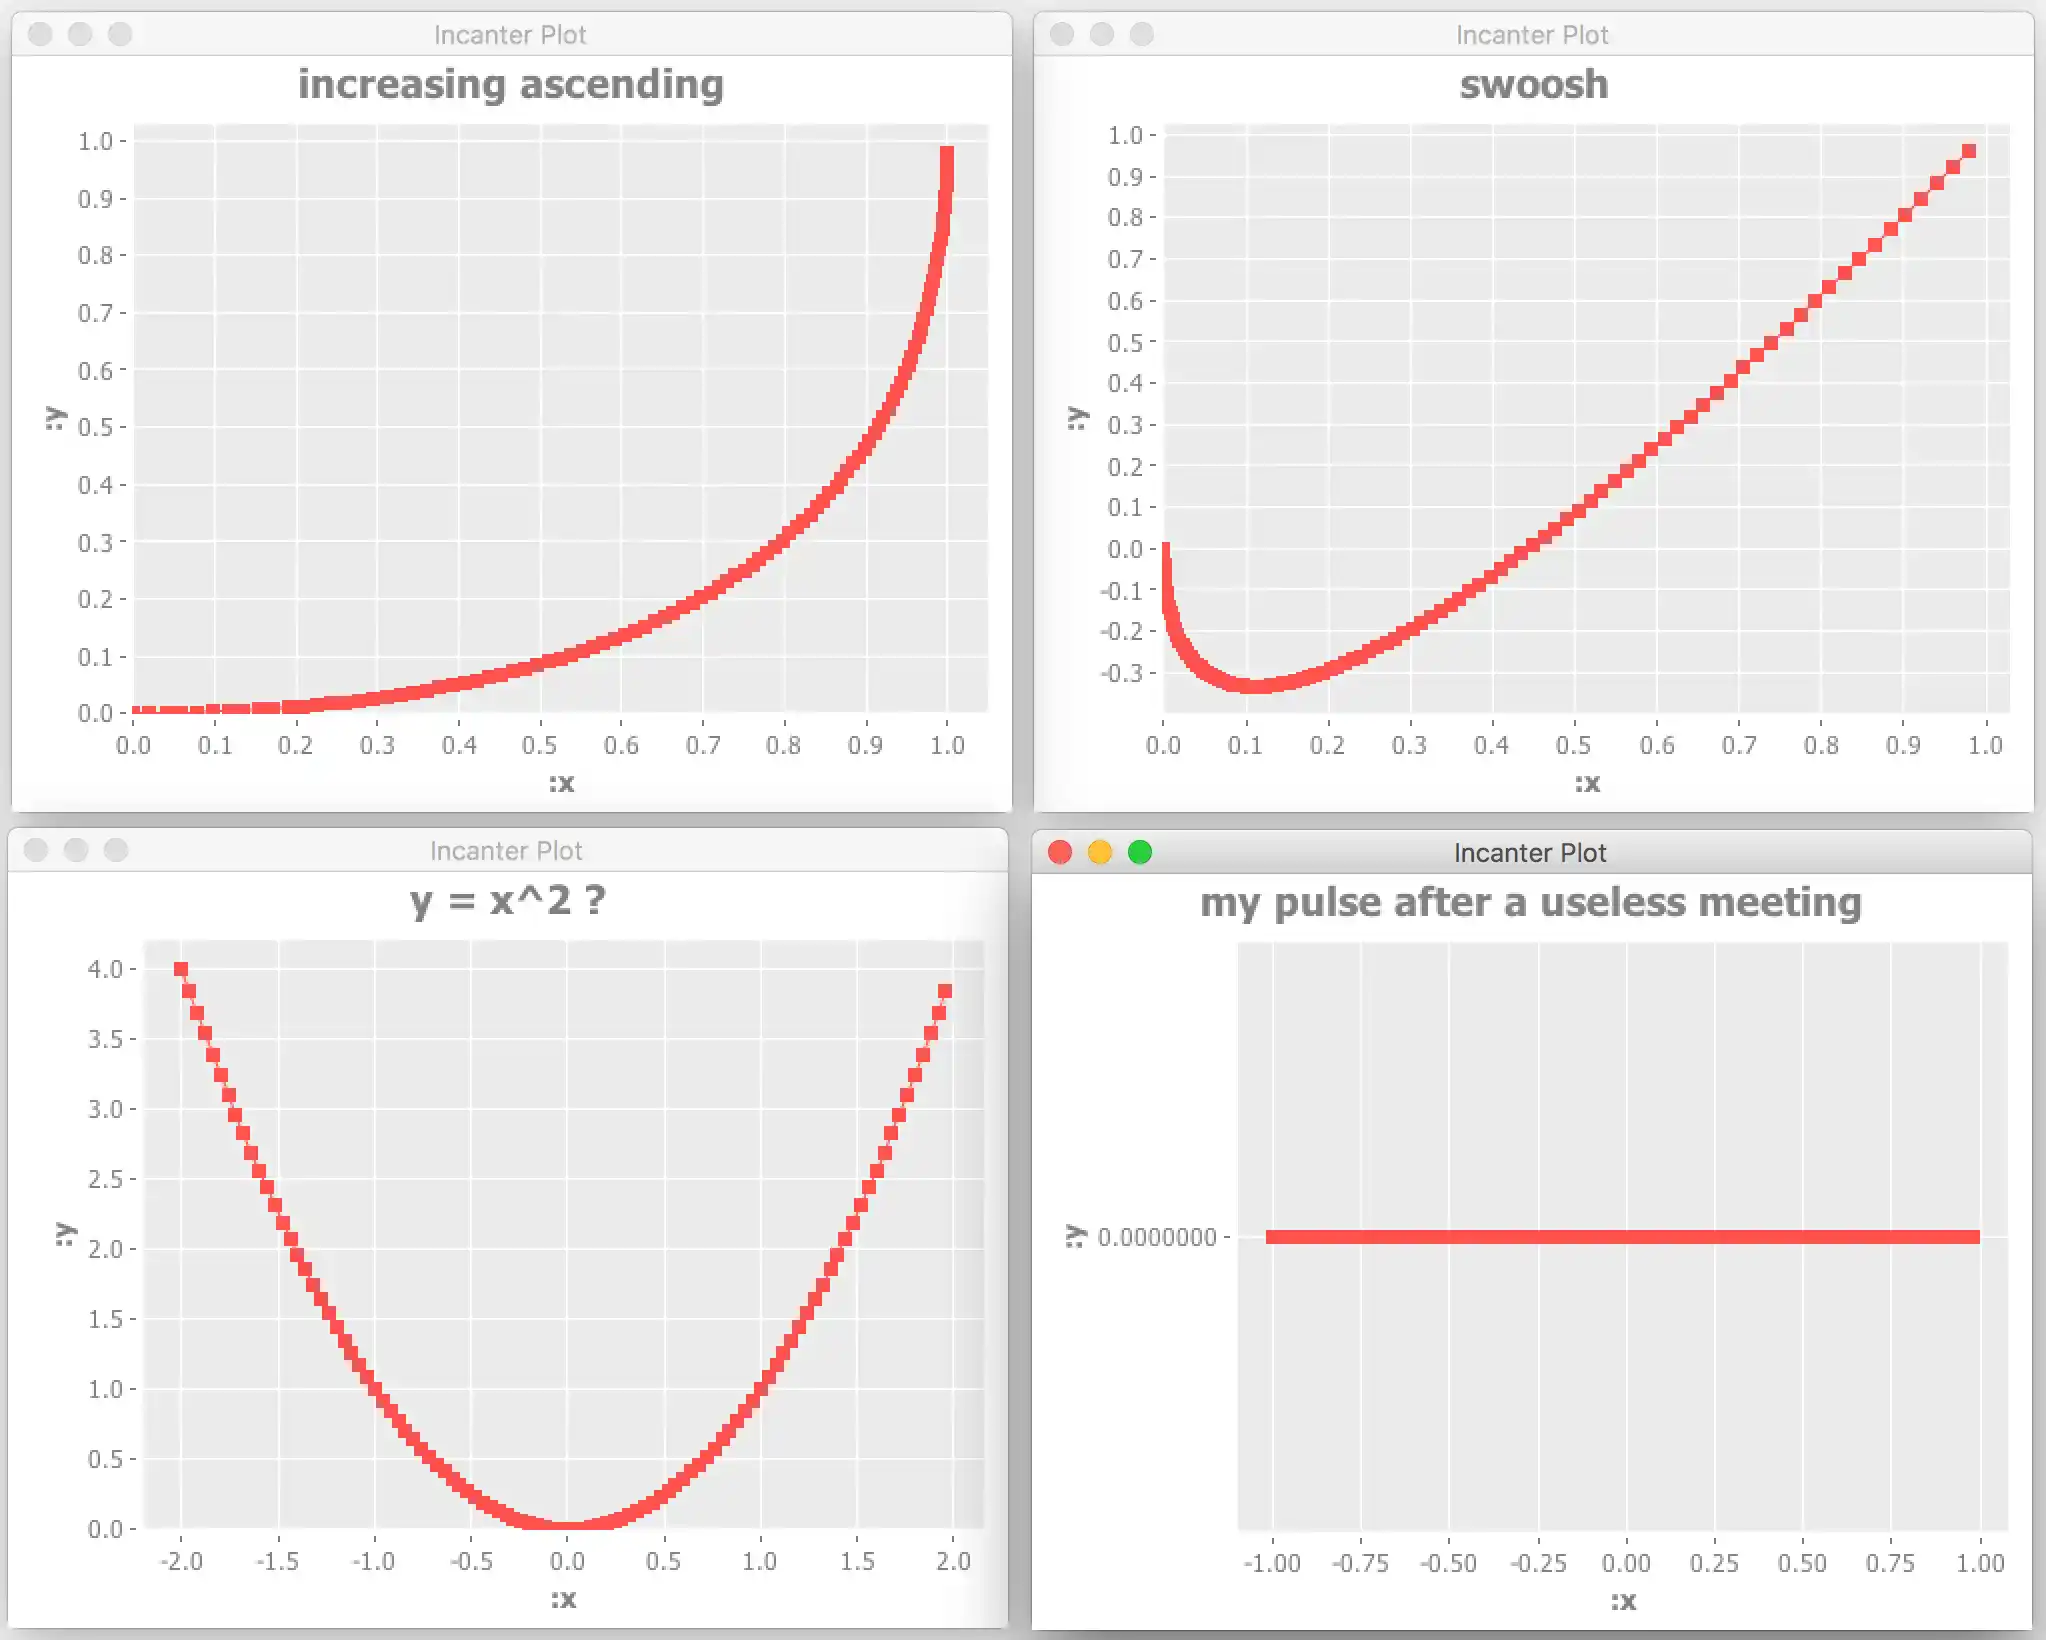 Incanter Plot
increasing ascending
1.0
0.9
0.8
0.7
0.6
:y
0.5
0.4
0.3
0.2
0.1
0.0
0.0 0.1 0.2 0.3 0.4 0.5 0.6 0.7 0.8 0.9 1.0
:x
Incanter Plot
swoosh
1.0
0.9
0.8
0.7
0.6
0.5
0.4
:y
0.3
0.2
0.1
0.0
-0.1
-0.2
-0.3
0.0 0.1 0.2 0.3 0.4 0.5 0.6 0.7 0.8 0.9 1.0
:x
Incanter Plot
y = x^2 ?
4.0
3.5
3.0
2.5
:y
2.0
1.5
1.0
0.5
0.0
-2.0 -1.5 -1.0 -0.5 0.0 0.5 1.0 1.5 2.0
:x
Incanter Plot
my pulse after a useless meeting
:y
0.0000000
-1.00 -0.75 -0.50 -0.25 0.00 0.25 0.50 0.75 1.00
:x